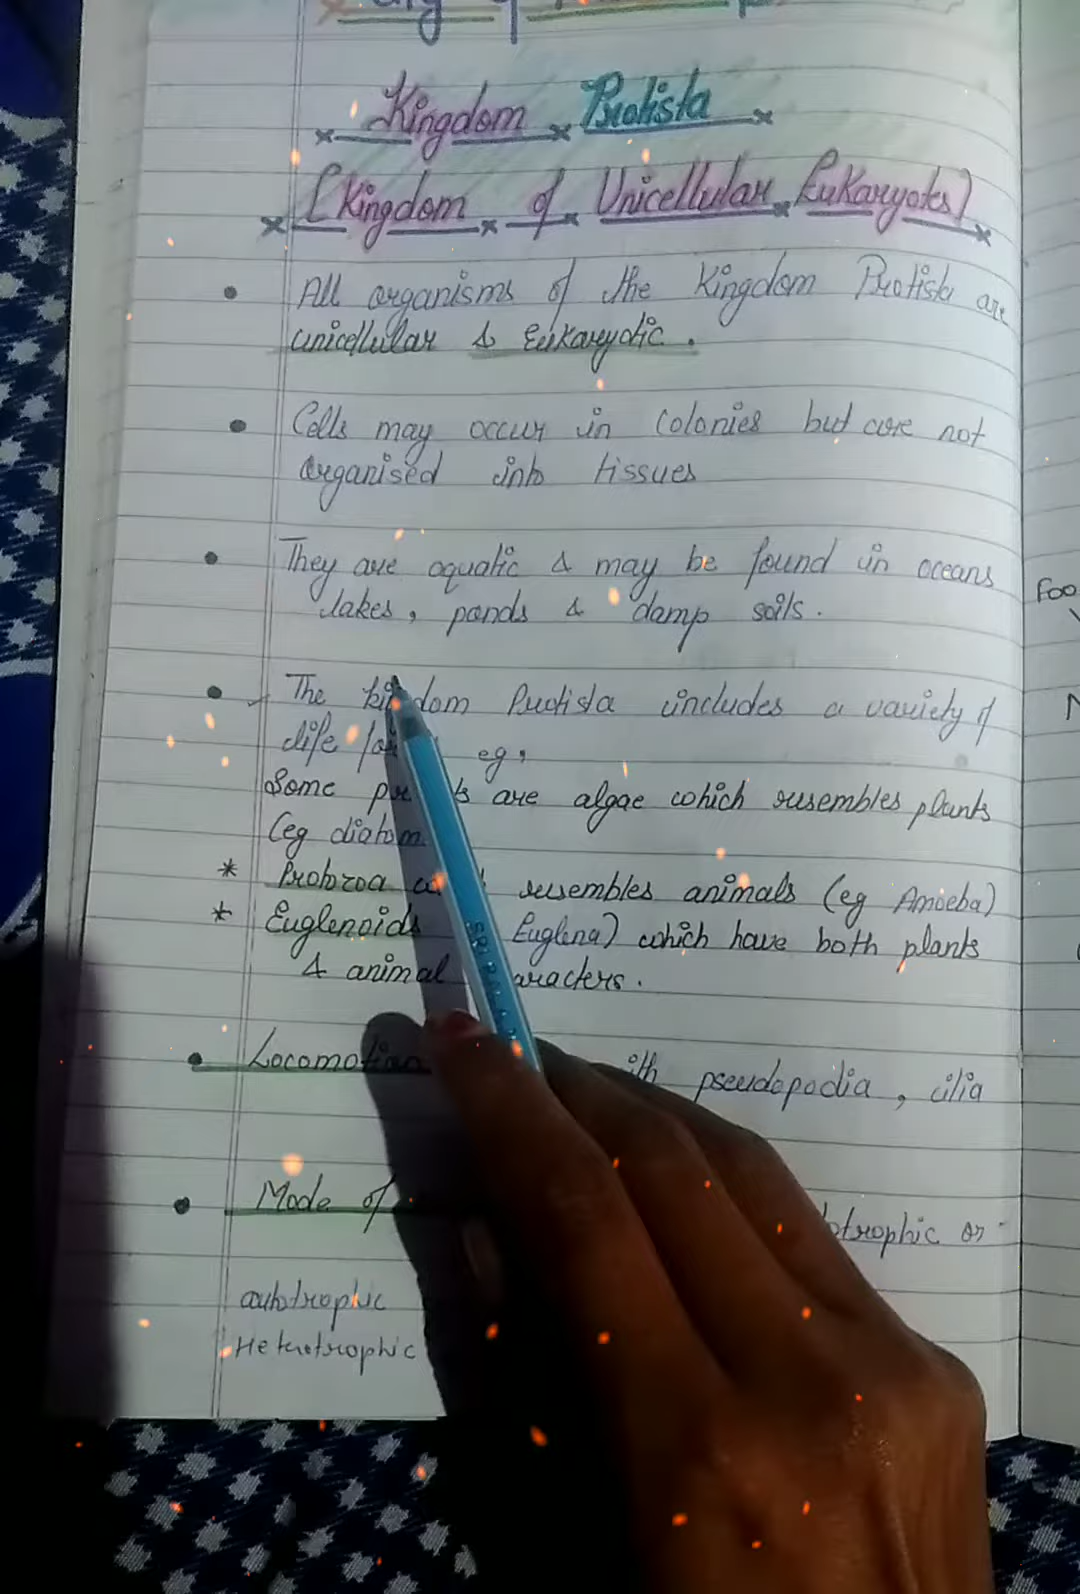 Kingdom Protista
(Kingdom of Unicellular Eukaryotes)
All organisms of the Kingdom Protista are
unicellular & Eukaryotic.
Cells may occur in Colonies but are not
organised into tissues
They are aquatic & may be found in oceans
lakes, ponds & damp soils.
The kingdom Protista includes a variety of
life eg,
Some are algae which resembles plants
(eg diatom
* Protozoa resembles animals (eg Amoeba)
* Euglenoids Euglena) which have both plants
& animal
Locomotion pseudopodia, cilia
Mode of or
autotrophic
Heterotrophic
Foo